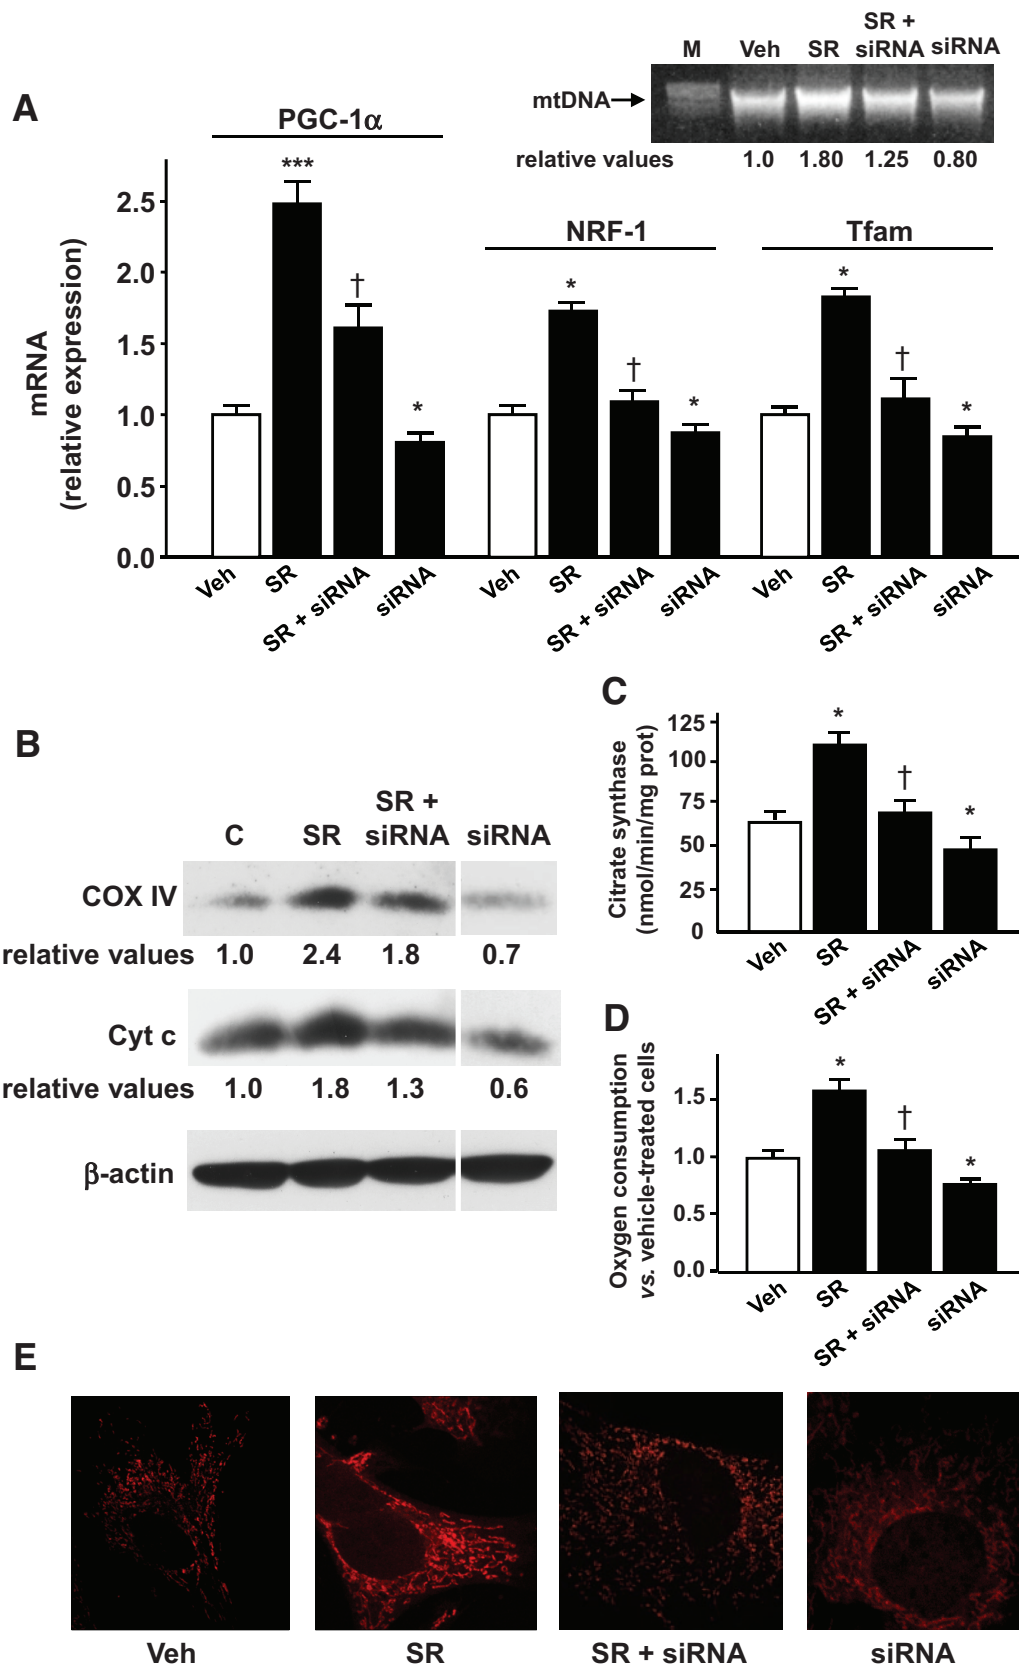 SR +
M Veh SR siRNA siRNA
mtDNA
relative values 1.0 1.80 1.25 0.80
A
PGC-1α
NRF-1
Tfam
mRNA
(relative expression)
2.5
2.0
1.5
1.0
0.5
0.0
***
†
*
*
†
*
*
†
*
Veh SR SR + siRNA siRNA Veh SR SR + siRNA siRNA Veh SR SR + siRNA siRNA
B
SR +
C SR siRNA siRNA
COX IV
relative values 1.0 2.4 1.8 0.7
Cyt c
relative values 1.0 1.8 1.3 0.6
β-actin
C
Citrate synthase
(nmol/min/mg prot)
125
100
75
50
25
0
*
†
*
Veh SR SR + siRNA siRNA
D
Oxygen consumption
vs. vehicle-treated cells
1.5
1.0
0.5
0.0
*
†
*
Veh SR SR + siRNA siRNA
E
Veh SR SR + siRNA siRNA